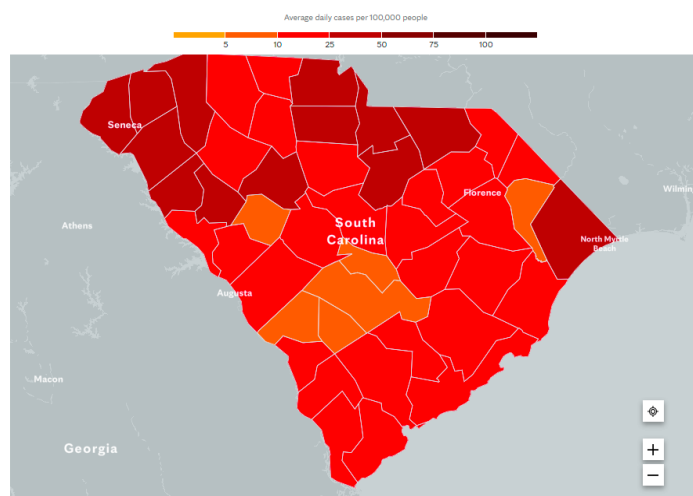 Average daily cases per 100,000 people
5 10 25 50 75 100
Seneca
Florence
Wilmin
Athens
South
Carolina
North Myrtle
Beach
Augusta
Macon
Georgia